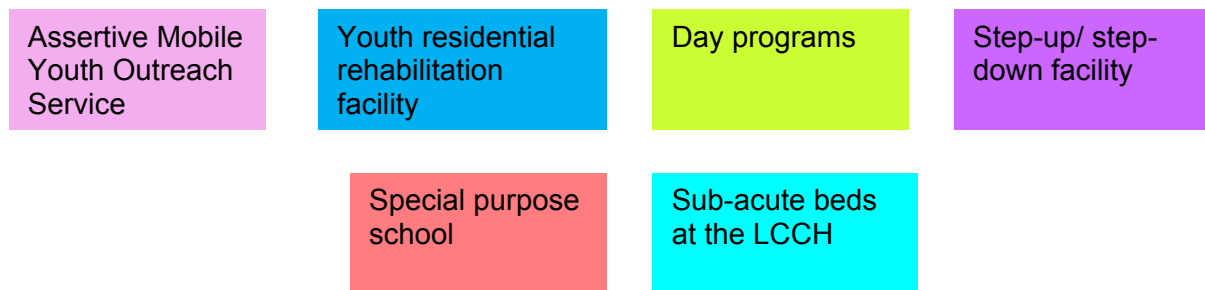 Assertive Mobile
Youth Outreach
Service
Youth residential
rehabilitation
facility
Day programs
Step-up/ step-
down facility
Special purpose
school
Sub-acute beds
at the LCCH